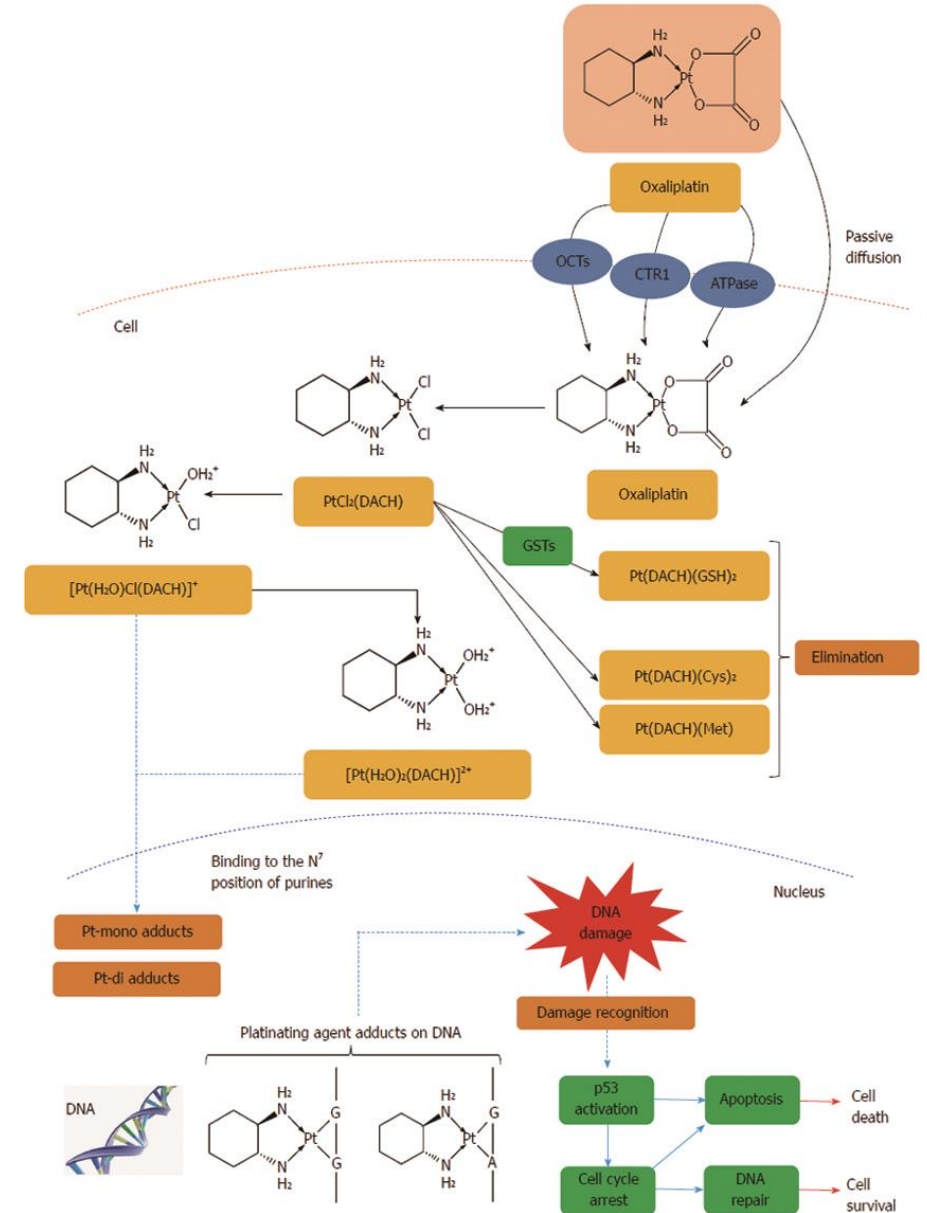 H₂
N
O
O
Pt
O
O
N
H₂
Oxaliplatin
Passive
diffusion
OCTs
CTR1
ATPase
Cell
H₂
N
Cl
Pt
Cl
N
H₂
H₂
N
O
O
Pt
O
O
N
H₂
H₂
N
OH₂⁺
Pt
Cl
N
H₂
PtCl₂(DACH)
Oxaliplatin
GSTs
Pt(DACH)(GSH)₂
[Pt(H₂O)Cl(DACH)]⁺
H₂
N
OH₂⁺
Pt
OH₂⁺
N
H₂
Pt(DACH)(Cys)₂
Elimination
Pt(DACH)(Met)
[Pt(H₂O)₂(DACH)]²⁺
Binding to the N⁷
position of purines
Nucleus
Pt-mono adducts
Pt-di adducts
DNA
damage
Damage recognition
Platinating agent adducts on DNA
DNA
H₂
N
G
Pt
G
N
H₂
H₂
N
G
Pt
A
N
H₂
p53
activation
Apoptosis
Cell
death
Cell cycle
arrest
DNA
repair
Cell
survival